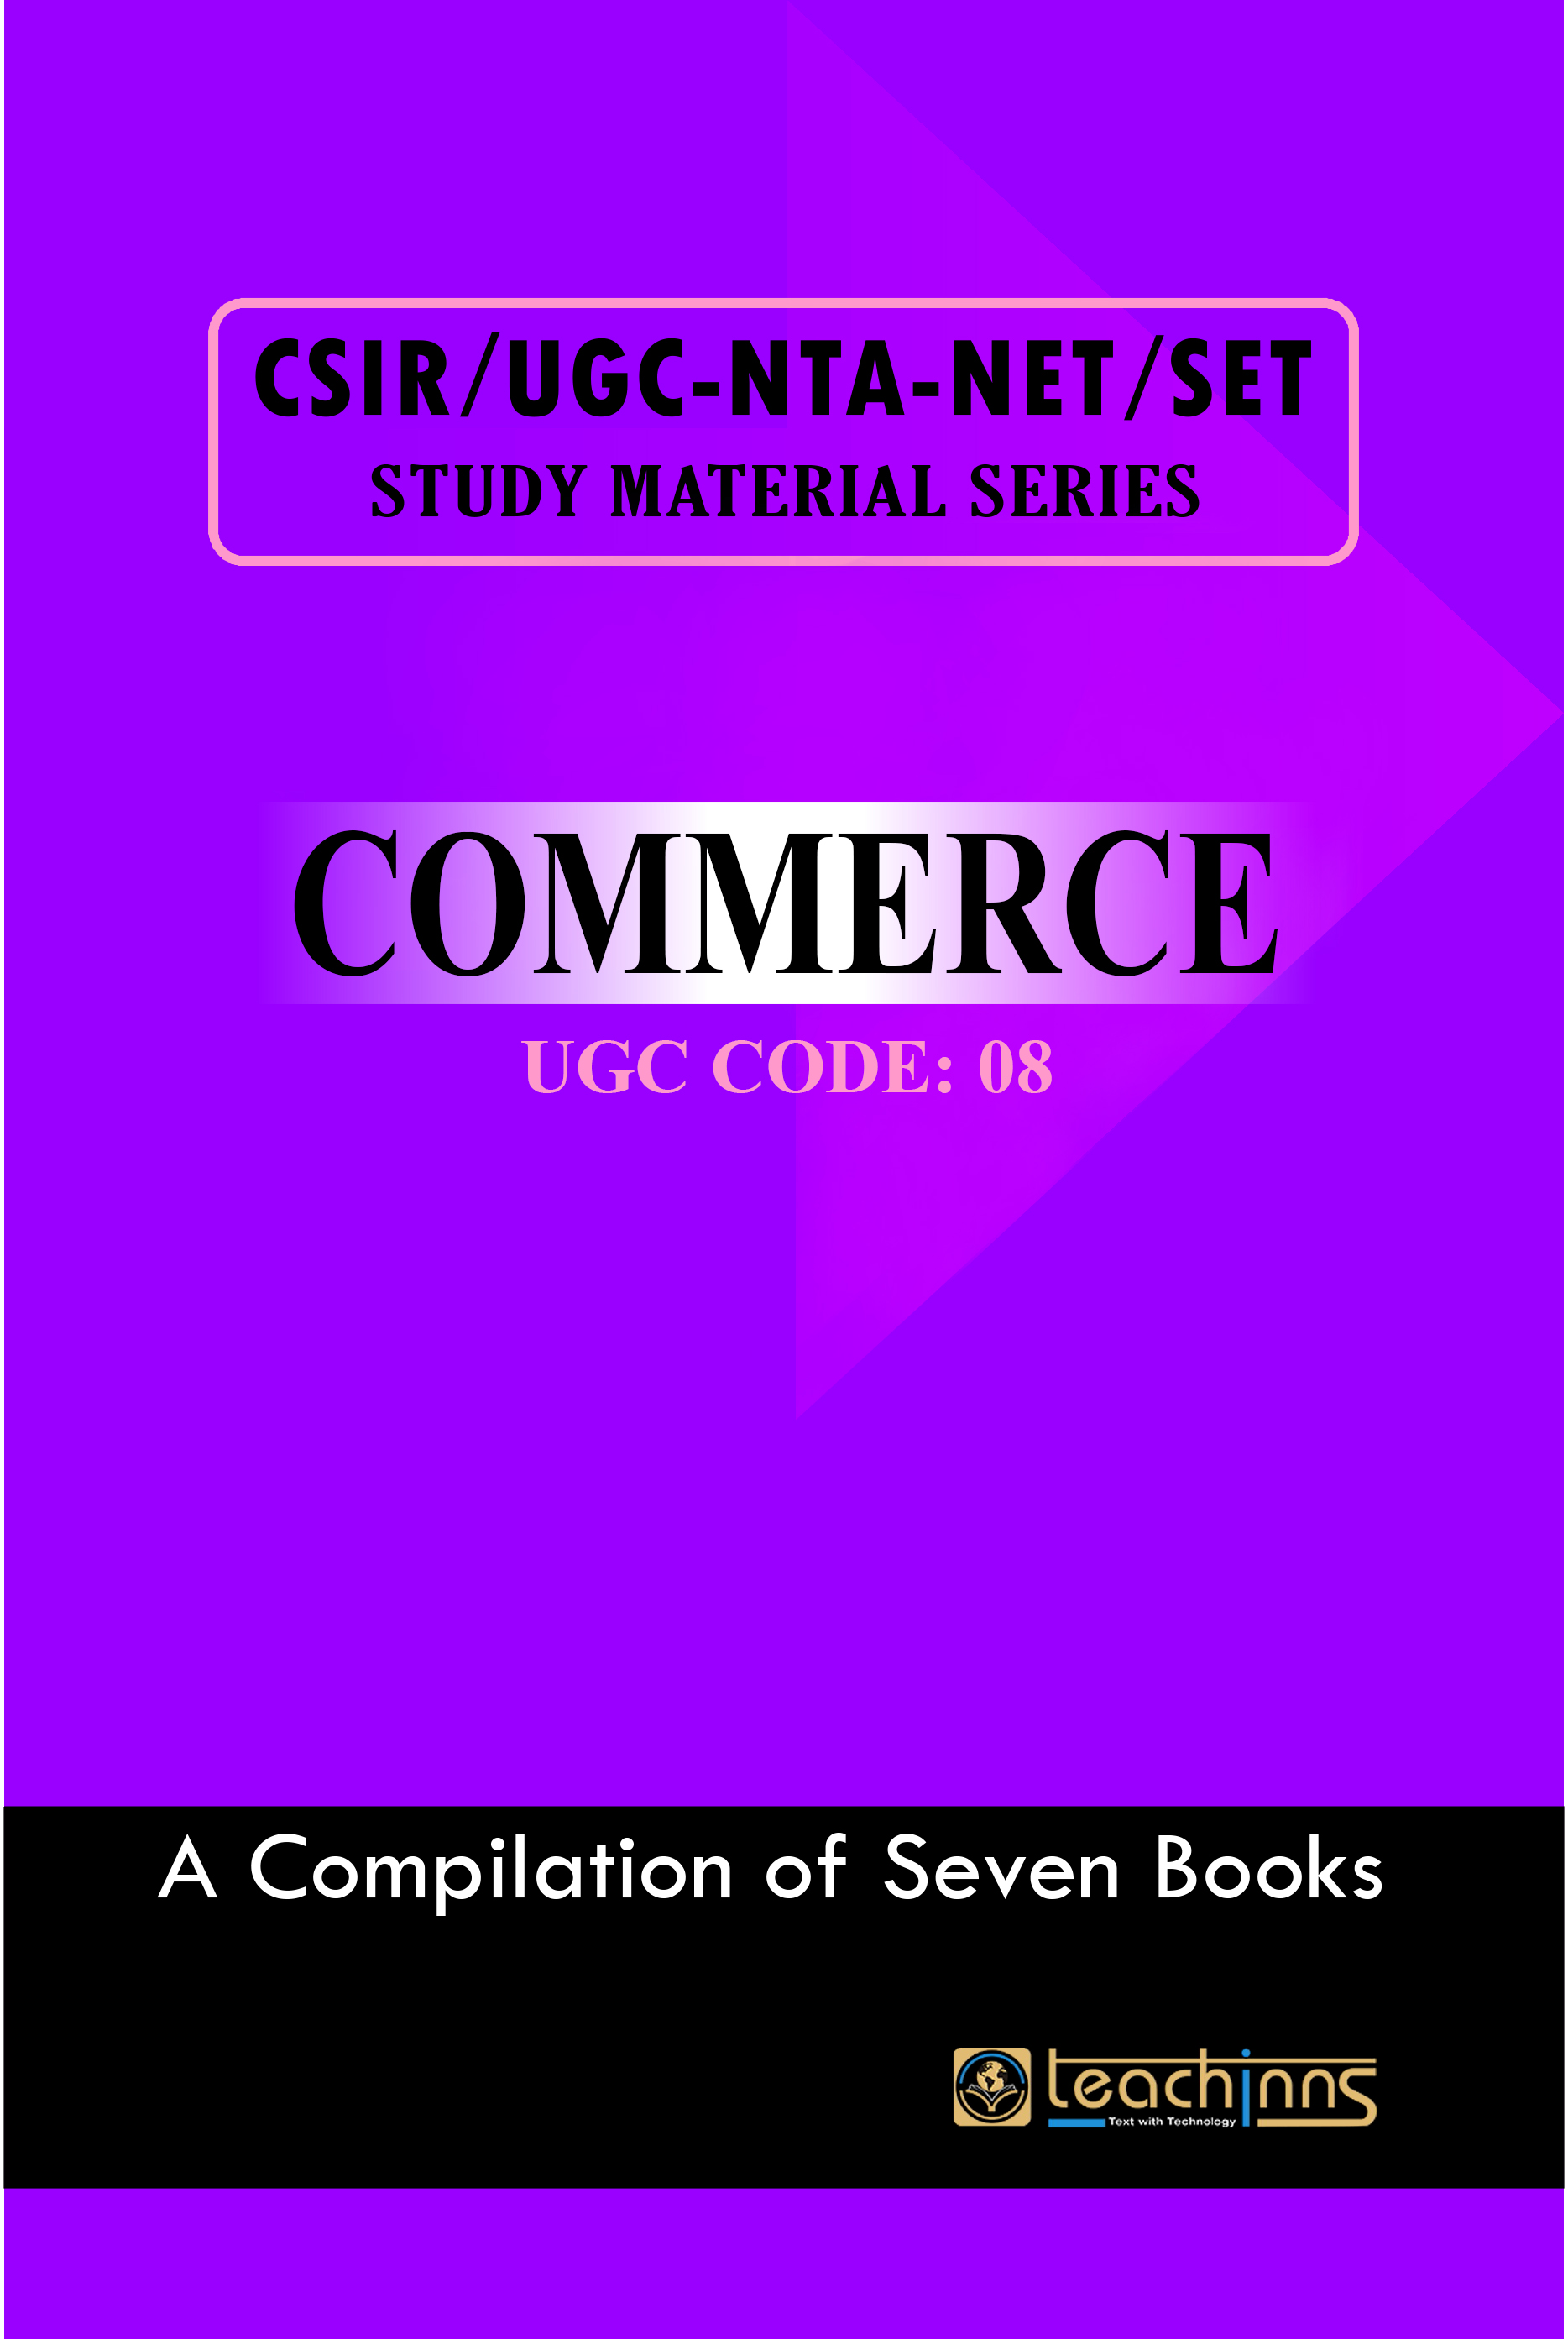 CSIR/UGC-NTA-NET/SET
STUDY MATERIAL SERIES
COMMERCE
UGC CODE: 08
A Compilation of Seven Books
teachinns
Text with Technology